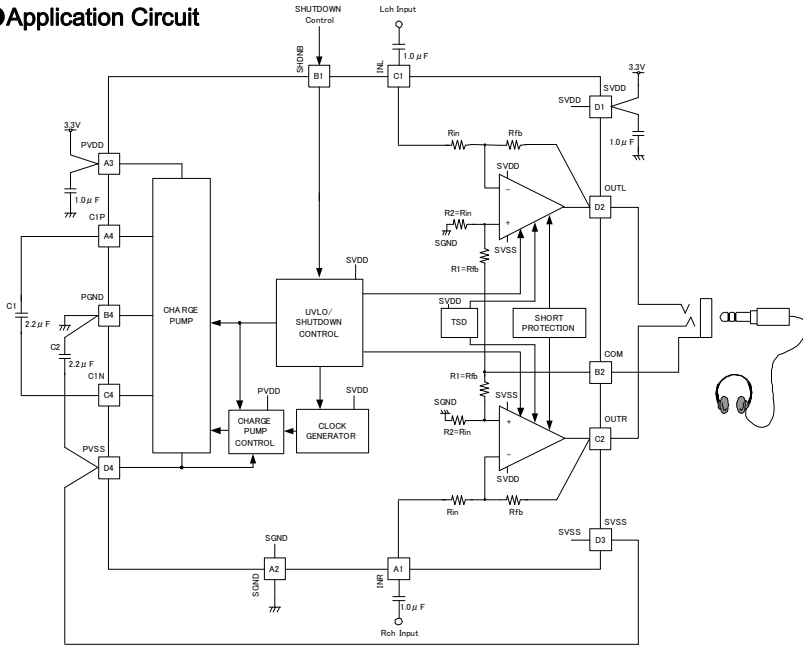 ●Application Circuit
SHUTDOWN
Control
Lch Input
1.0μF
SHDNB
B1
INL
C1
3.3V
SVDD
SVDD
D1
1.0μF
3.3V
PVDD
A3
1.0μF
Rin
Rfb
SVDD
−
+
OUTL
D2
R2=Rin
SGND
SVSS
R1=Rfb
C1P
A4
C1
2.2μF
PGND
B4
C2
2.2μF
C1N
C4
CHARGE
PUMP
SVDD
UVLO/
SHUTDOWN
CONTROL
SVDD
TSD
SHORT
PROTECTION
COM
B2
R1=Rfb
SGND
R2=Rin
SVSS
+
−
SVDD
OUTR
C2
PVDD
CHARGE
PUMP
CONTROL
SVDD
CLOCK
GENERATOR
PVSS
D4
Rin
Rfb
SVSS
SVSS
D3
SGND
SGND
A2
INR
A1
1.0μF
Rch Input